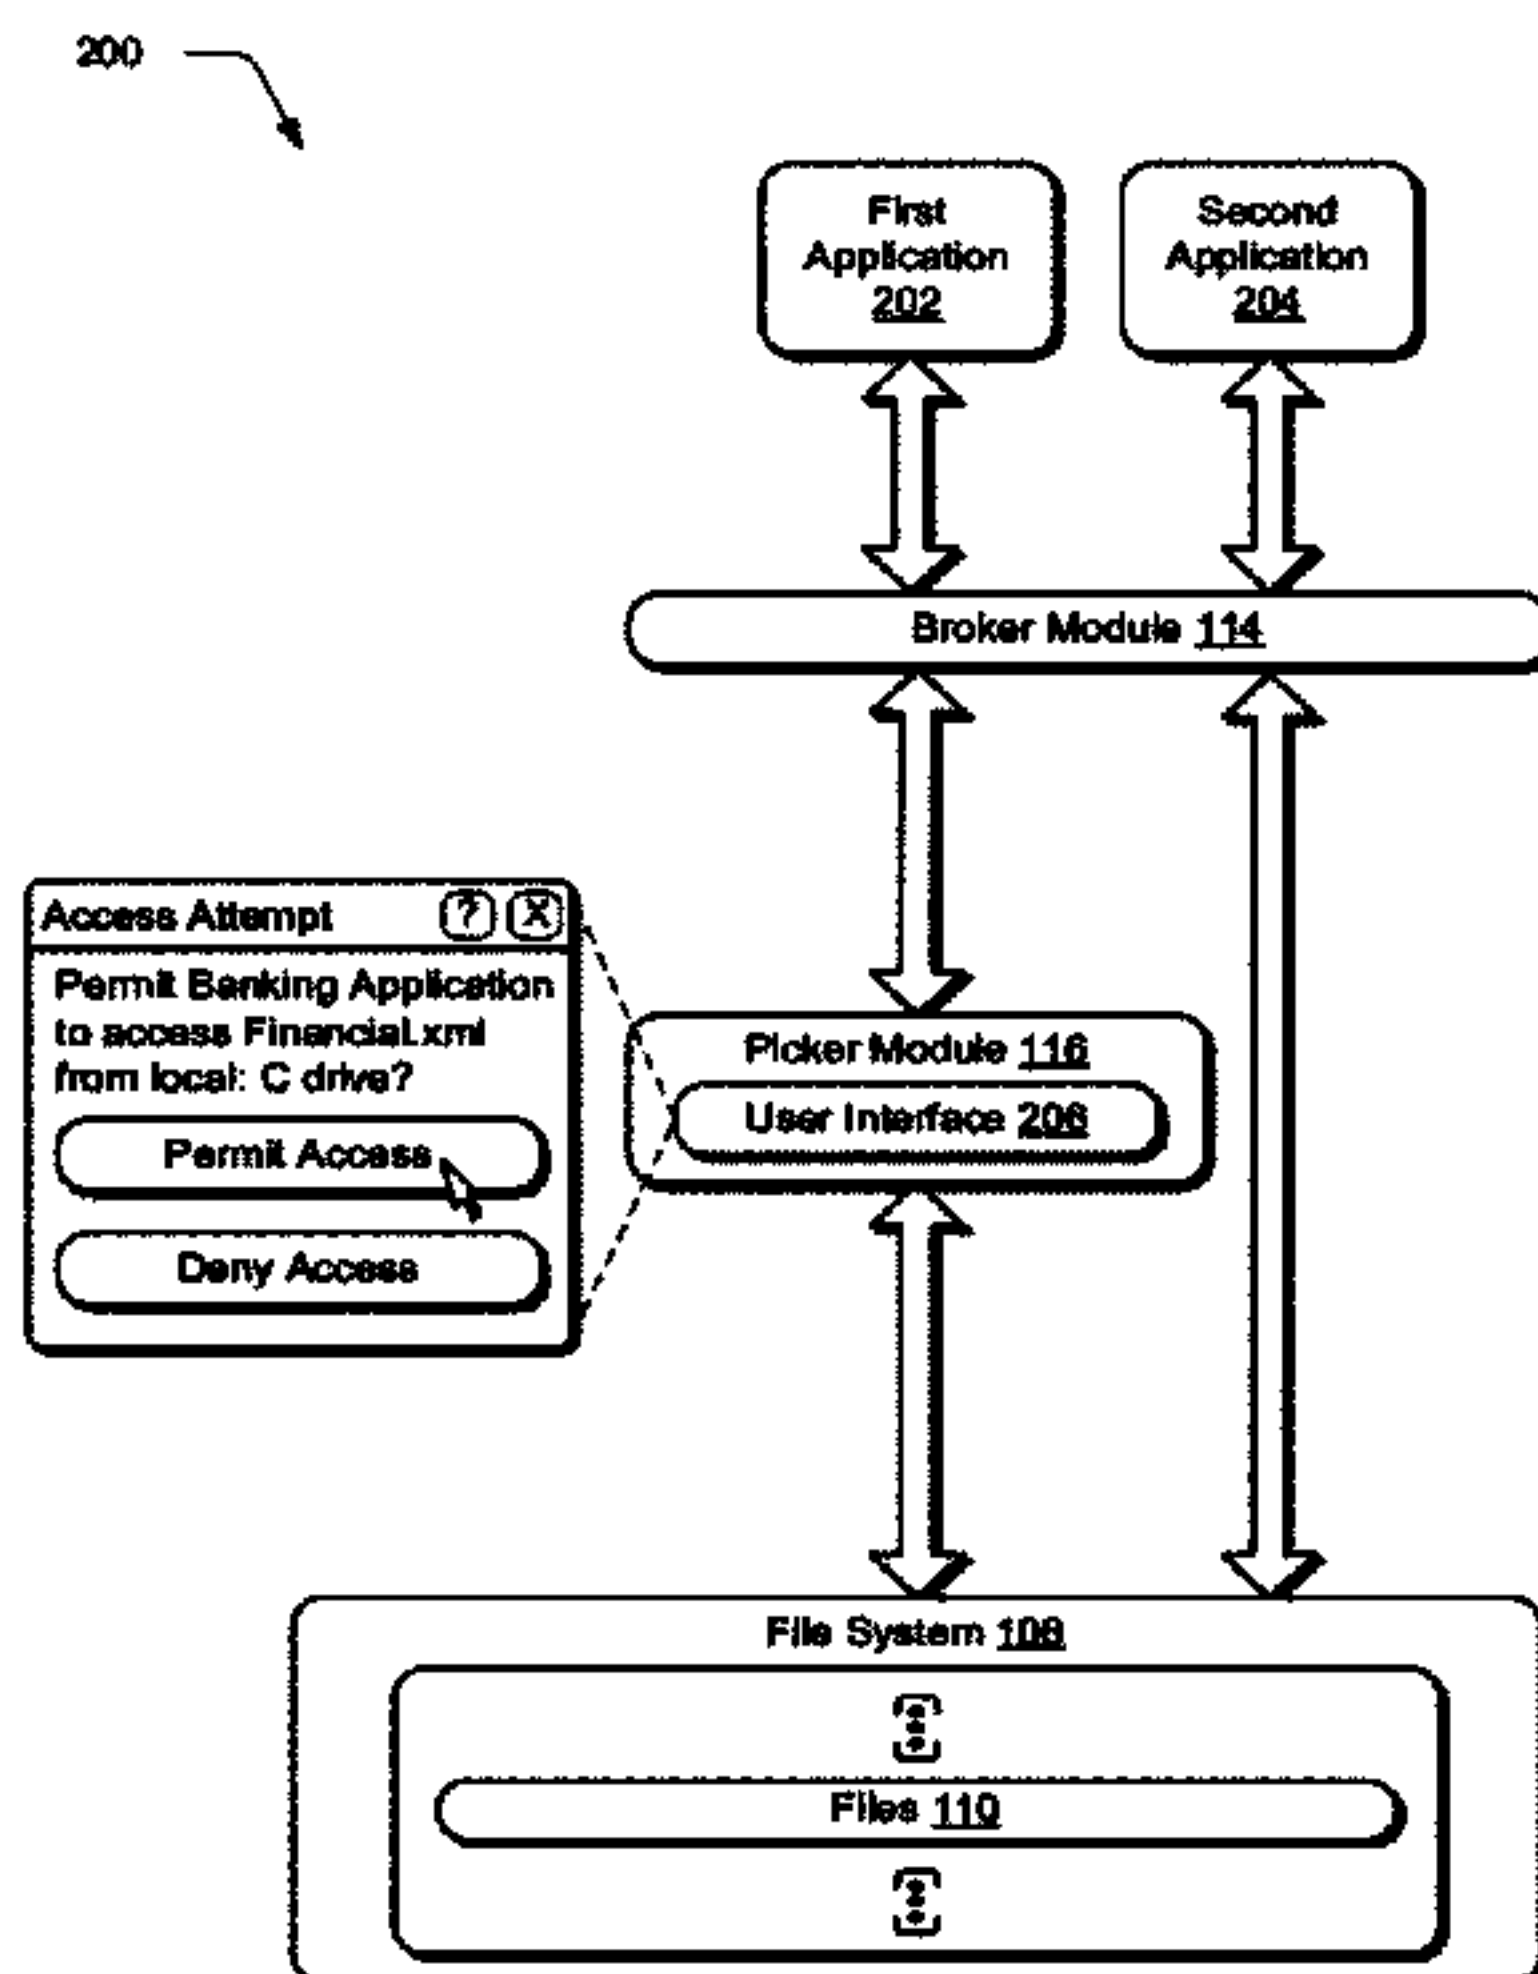 200
First
Application
202
Second
Application
204
Broker Module 114
Access Attempt ? X
Permit Banking Application
to access Financial.xml
from local: C drive?
Permit Access
Deny Access
Picker Module 116
User Interface 206
File System 108
Files 110